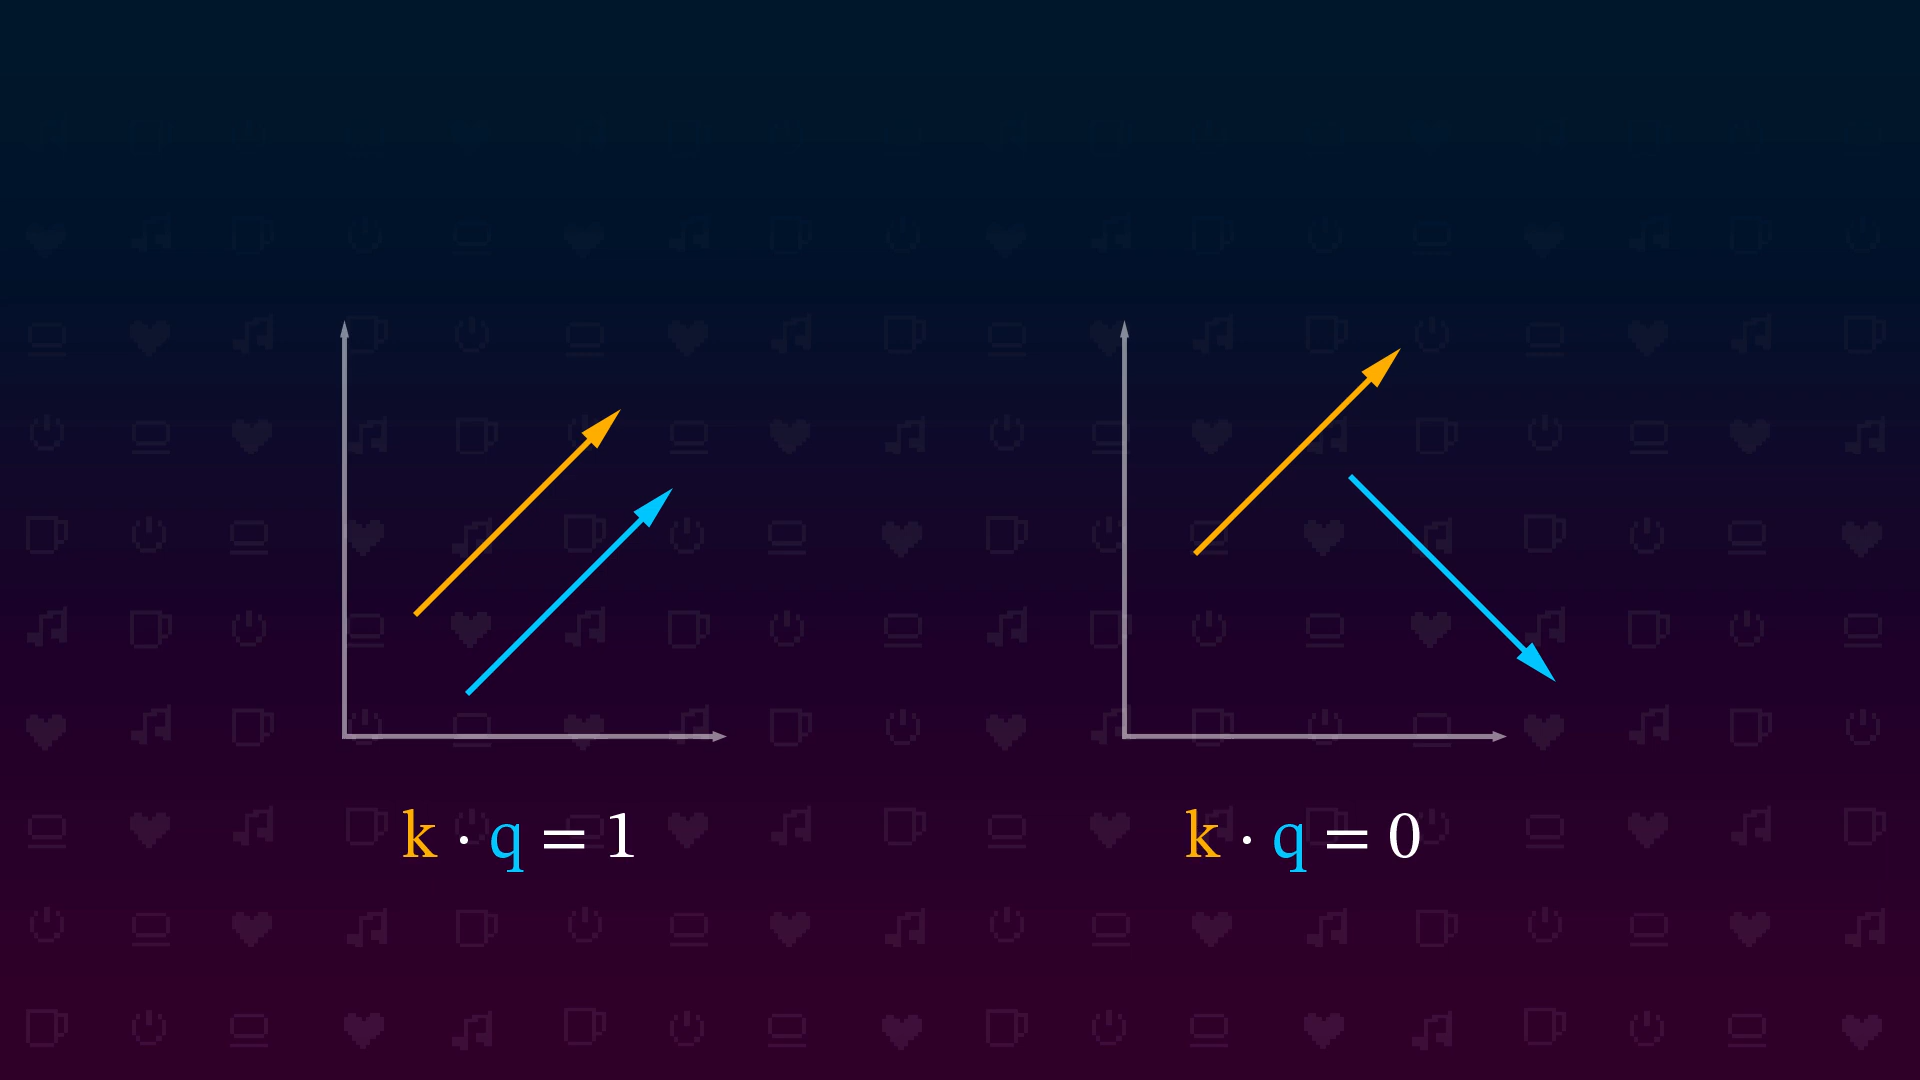 k · q = 1
k · q = 0